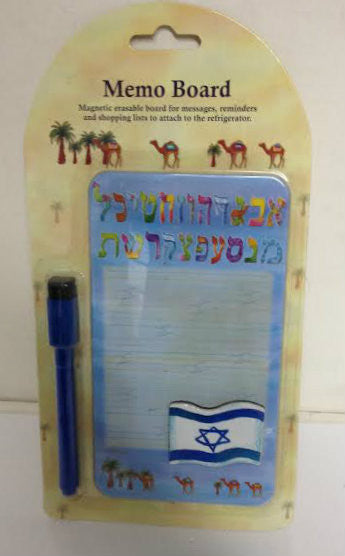 Memo Board
Magnetic erasable board for messages, reminders
and shopping lists to attach to the refrigerator.
אבגדהוזחטיכל
מנסעפצקרשת